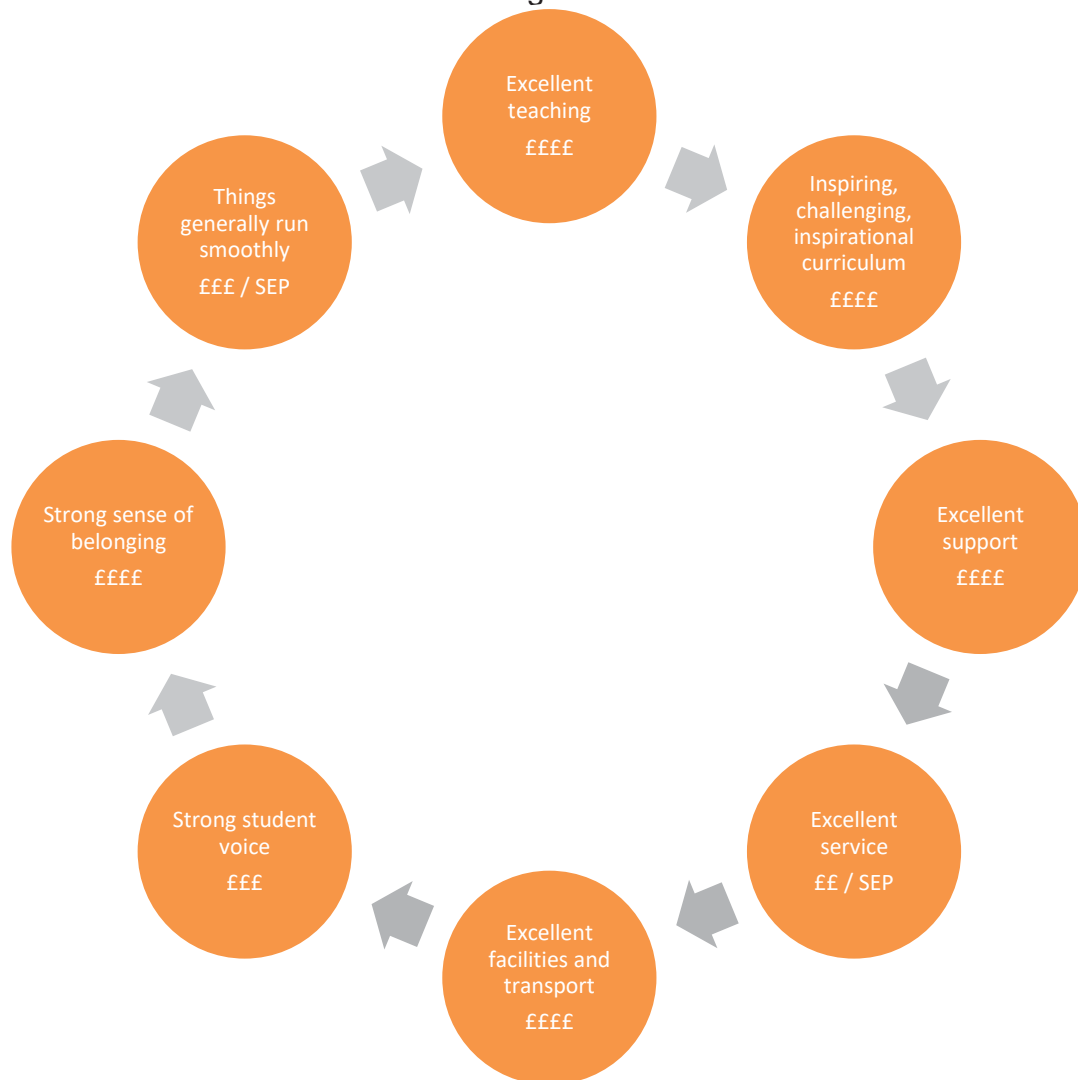 Excellent
teaching
££££
Inspiring,
challenging,
inspirational
curriculum
££££
Excellent
support
££££
Excellent
service
££ / SEP
Excellent
facilities and
transport
££££
Strong student
voice
£££
Strong sense of
belonging
££££
Things
generally run
smoothly
£££ / SEP